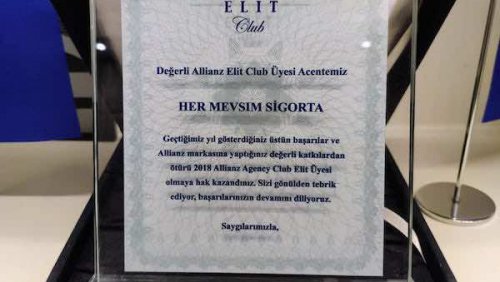 ELIT
Club
Değerli Allianz Elit Club Üyesi Acentemiz
HER MEVSIM SİGORTA
Geçtiğimiz yıl gösterdiğiniz üstün başarılar ve
Allianz markasına yaptığınız değerli katkılardan
ötürü 2018 Allianz Agency Club Elit Üyesi
olmaya hak kazandınız. Sizi gönülden tebrik
ediyor, başarılarınızın devamını diliyoruz.
Saygılarımızla,